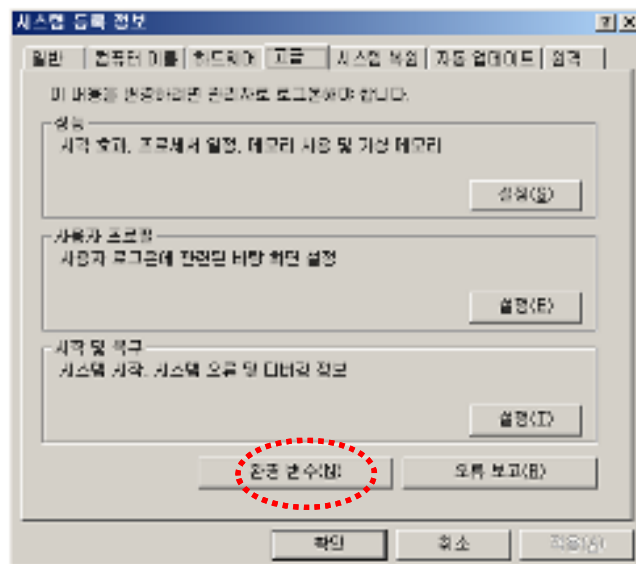 시스템 등록 정보
일반 컴퓨터 이름 하드웨어 고급 시스템 복원 자동 업데이트 원격
이 내용을 변경하려면 관리자로 로그온해야 합니다.
성능
시각 효과, 프로세서 일정, 메모리 사용 및 가상 메모리
설정(S)
사용자 프로필
사용자 로그온에 관련된 바탕 화면 설정
설정(E)
시작 및 복구
시스템 시작, 시스템 오류 및 디버깅 정보
설정(T)
환경 변수(N) 오류 보고(R)
확인 취소 적용(A)